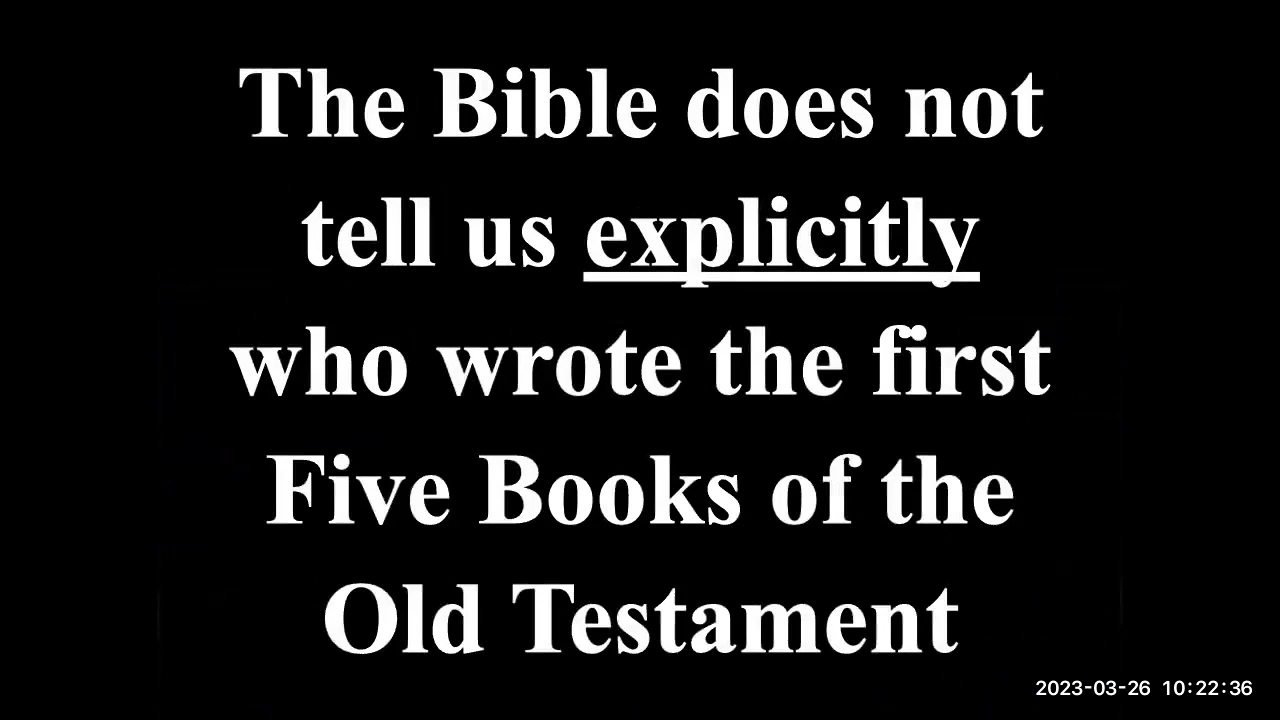 The Bible does not
tell us explicitly
who wrote the first
Five Books of the
Old Testament
2023-03-26 10:22:36